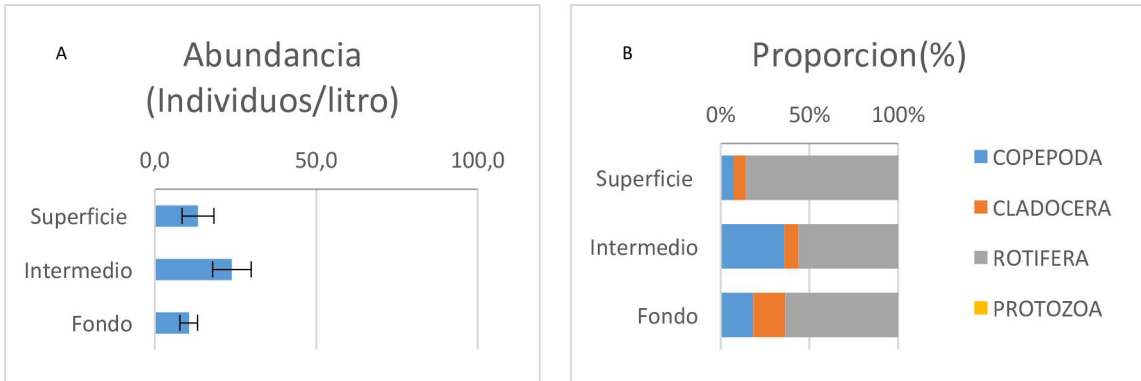 A
Abundancia
(Individuos/litro)
0,0 50,0 100,0
Superficie
Intermedio
Fondo
B
Proporcion(%)
0% 50% 100%
Superficie
Intermedio
Fondo
COPEPODA
CLADOCERA
ROTIFERA
PROTOZOA